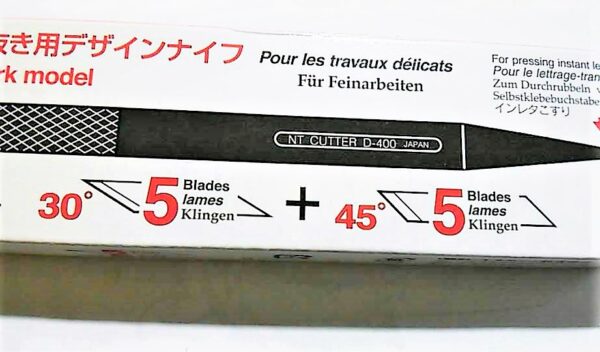 抜き用デザインナイフ
rk model
Pour les travaux délicats
Für Feinarbeiten
For pressing instant le
Pour le lettrage-tran
Zum Durchrubbeln v
Selbstklebebuchstabe
インレタこすり
NT CUTTER D-400 JAPAN
30° 5 Blades
lames
Klingen
+
45° 5 Blades
lames
Klingen